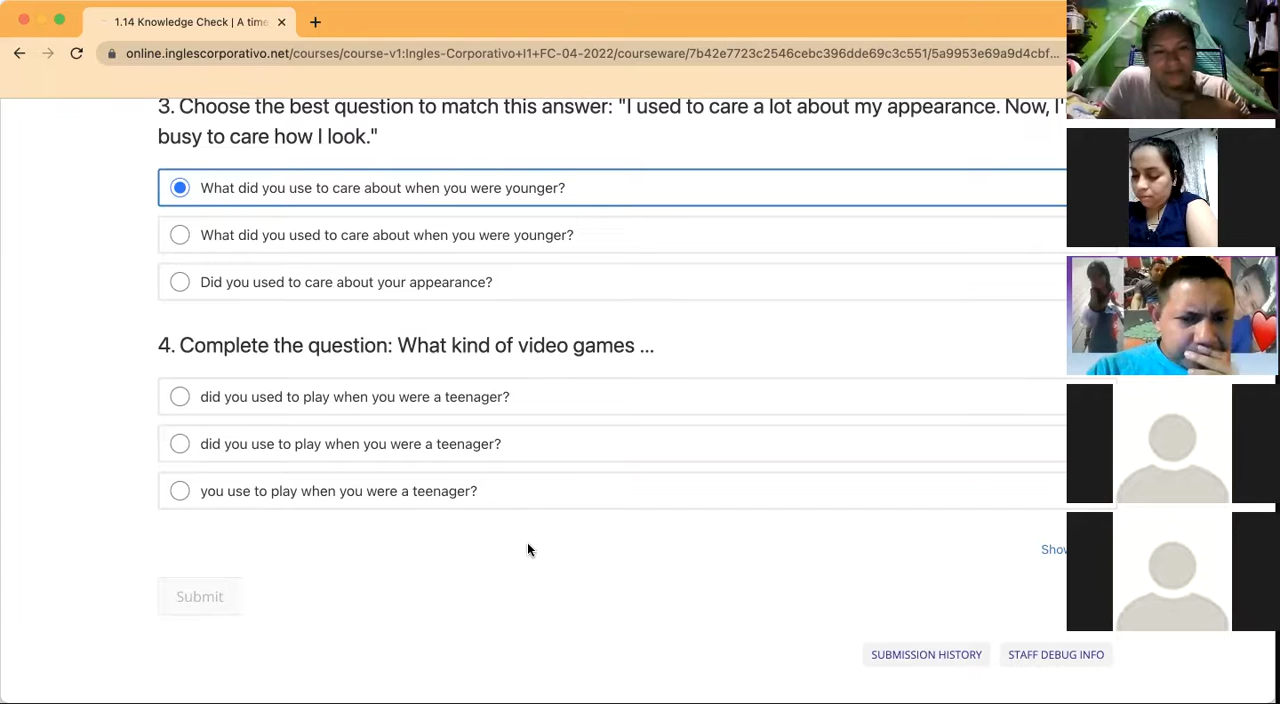 1.14 Knowledge Check | A time
online.inglescorporativo.net/courses/course-v1:Ingles-Corporativo+I1+FC-04-2022/courseware/7b42e7723c2546cebc396dde69c3c551/5a9953e69a9d4cbf...
3. Choose the best question to match this answer: "I used to care a lot about my appearance. Now, I'
busy to care how I look."
What did you use to care about when you were younger?
What did you used to care about when you were younger?
Did you used to care about your appearance?
4. Complete the question: What kind of video games ...
did you used to play when you were a teenager?
did you use to play when you were a teenager?
you use to play when you were a teenager?
Show
Submit
SUBMISSION HISTORY
STAFF DEBUG INFO